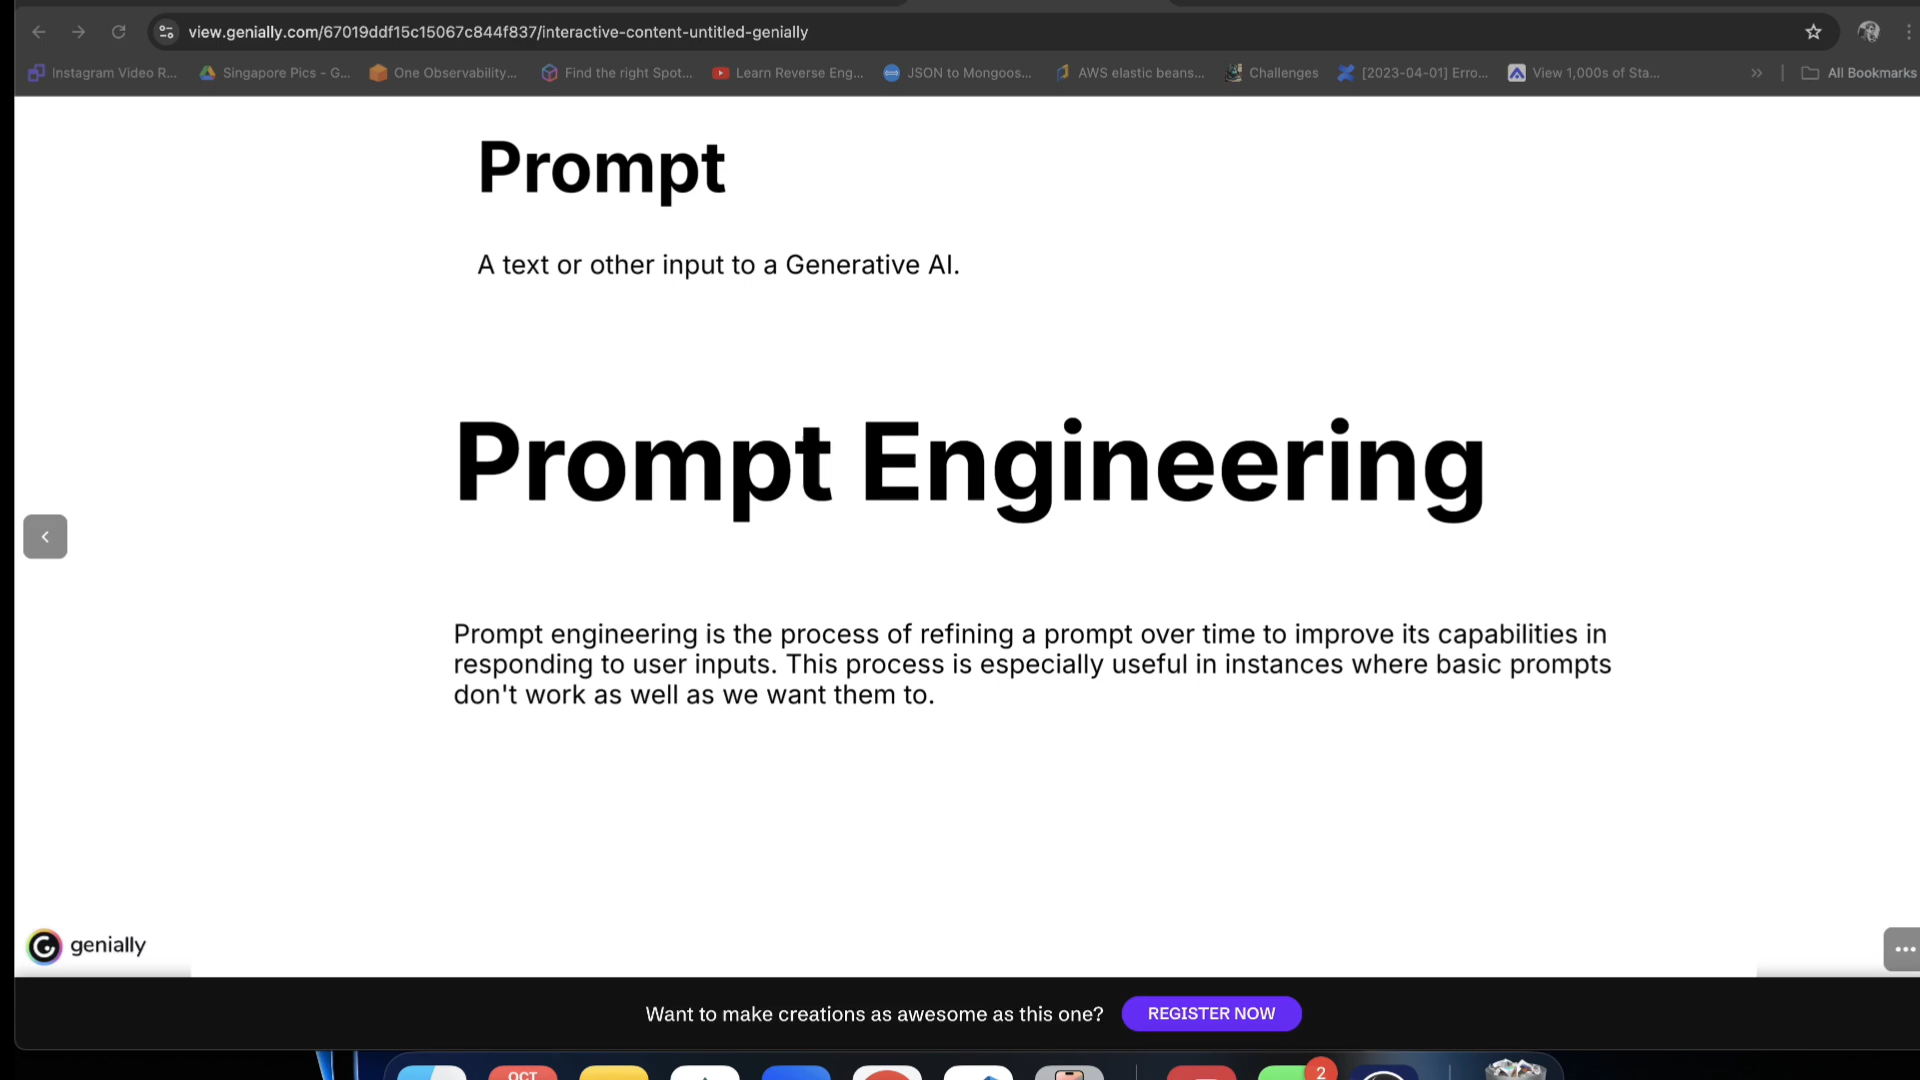 view.genially.com/67019ddf15c15067c844f837/interactive-content-untitled-genially
Instagram Video R... Singapore Pics - G... One Observability... Find the right Spot... Learn Reverse Eng... JSON to Mongoos... AWS elastic beans... Challenges [2023-04-01] Erro... View 1,000s of Sta... » All Bookmarks
Prompt
A text or other input to a Generative AI.
Prompt Engineering
Prompt engineering is the process of refining a prompt over time to improve its capabilities in
responding to user inputs. This process is especially useful in instances where basic prompts
don't work as well as we want them to.
genially
Want to make creations as awesome as this one? REGISTER NOW
OCT
2